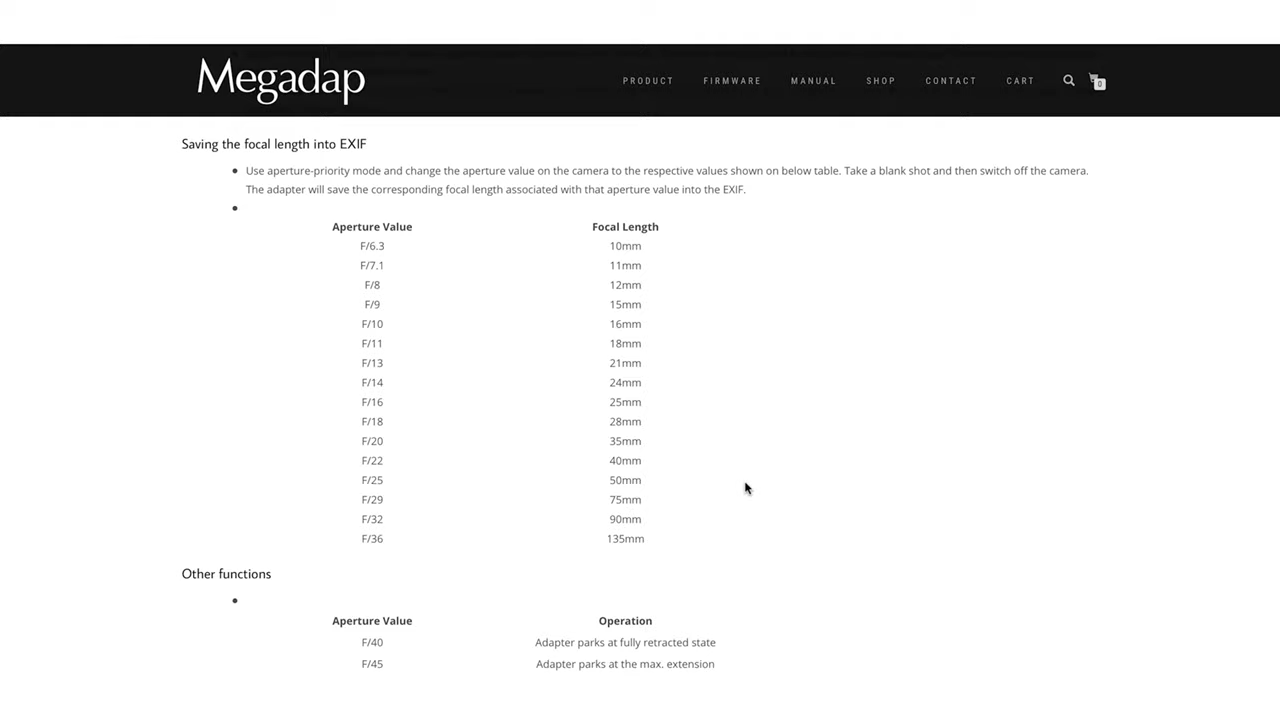 Megadap
PRODUCT FIRMWARE MANUAL SHOP CONTACT CART 0
Saving the focal length into EXIF
Use aperture-priority mode and change the aperture value on the camera to the respective values shown on below table. Take a blank shot and then switch off the camera.
The adapter will save the corresponding focal length associated with that aperture value into the EXIF.
Aperture Value Focal Length
F/6.3 10mm
F/7.1 11mm
F/8 12mm
F/9 15mm
F/10 16mm
F/11 18mm
F/13 21mm
F/14 24mm
F/16 25mm
F/18 28mm
F/20 35mm
F/22 40mm
F/25 50mm
F/29 75mm
F/32 90mm
F/36 135mm
Other functions
Aperture Value Operation
F/40 Adapter parks at fully retracted state
F/45 Adapter parks at the max. extension